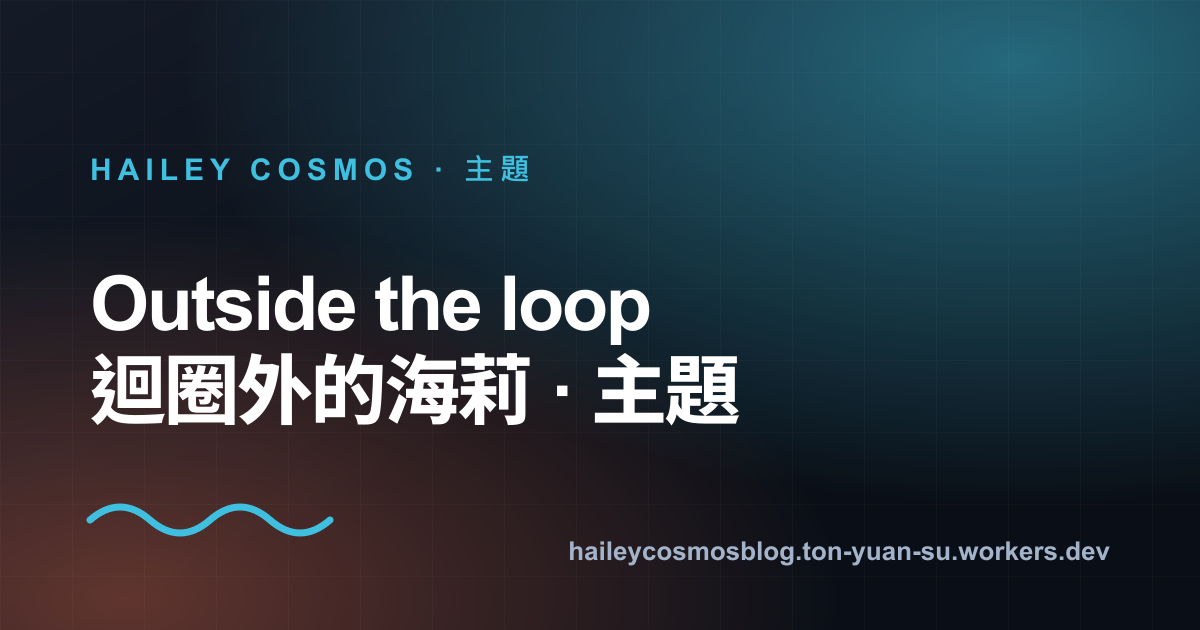 HAILEY COSMOS · 主題
Outside the loop
迴圈外的海莉 · 主題
haileycosmosblog.ton-yuan-su.workers.dev